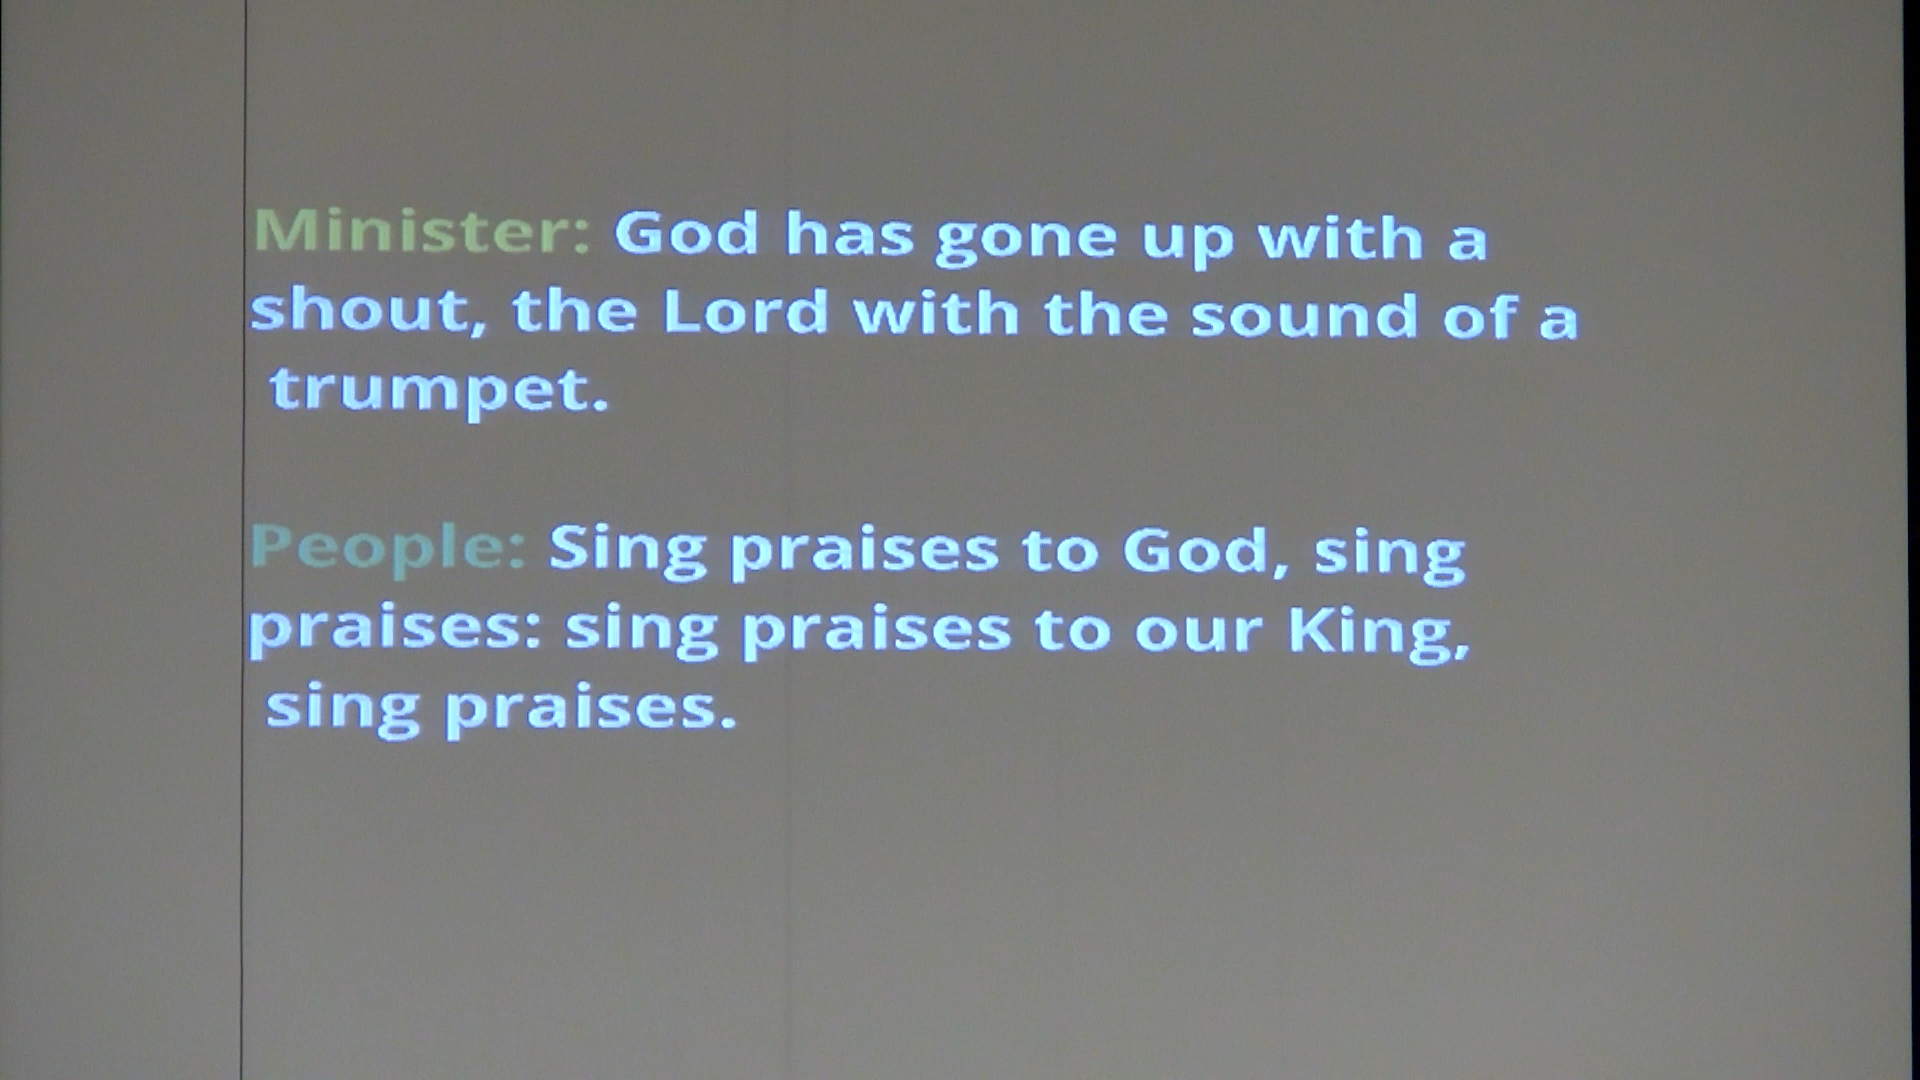 Minister: God has gone up with a
shout, the Lord with the sound of a
trumpet.
People: Sing praises to God, sing
praises: sing praises to our King,
sing praises.